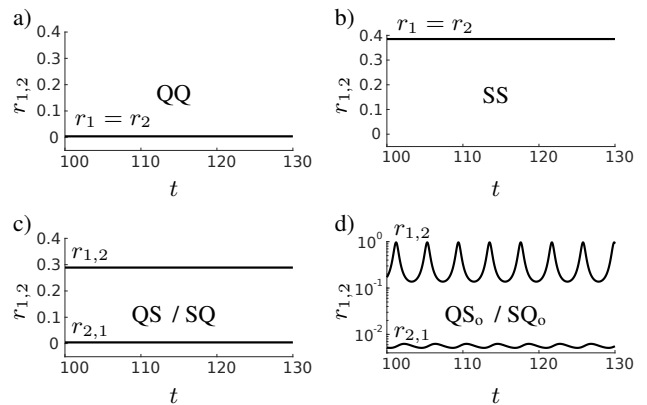 a)
0.4
0.3
0.2
0.1
0
r₁,₂
QQ
r₁ = r₂
100 110 120 130
t
b)
r₁ = r₂
0.4
0.3
0.2
0.1
0
r₁,₂
SS
100 110 120 130
t
c)
0.4
0.3
0.2
0.1
0
r₁,₂
r₁,₂
QS / SQ
r₂,₁
100 110 120 130
t
d)
r₁,₂
10⁰
10⁻¹
10⁻²
r₁,₂
QSₒ / SQₒ
r₂,₁
100 110 120 130
t